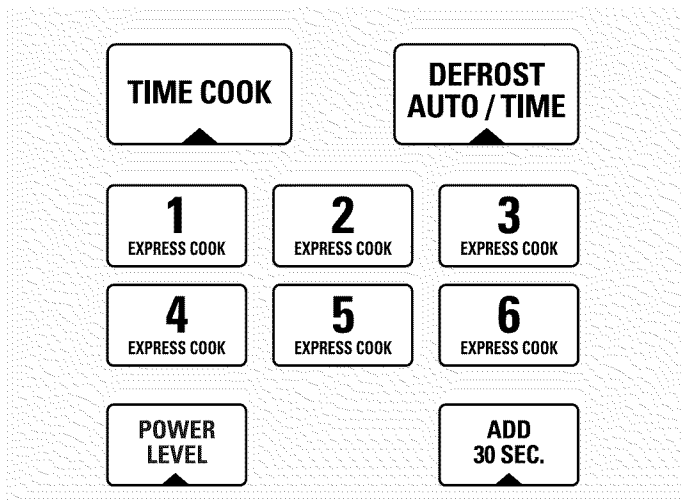 TIME COOK
DEFROST
AUTO / TIME
1
EXPRESS COOK
2
EXPRESS COOK
3
EXPRESS COOK
4
EXPRESS COOK
5
EXPRESS COOK
6
EXPRESS COOK
POWER
LEVEL
ADD
30 SEC.